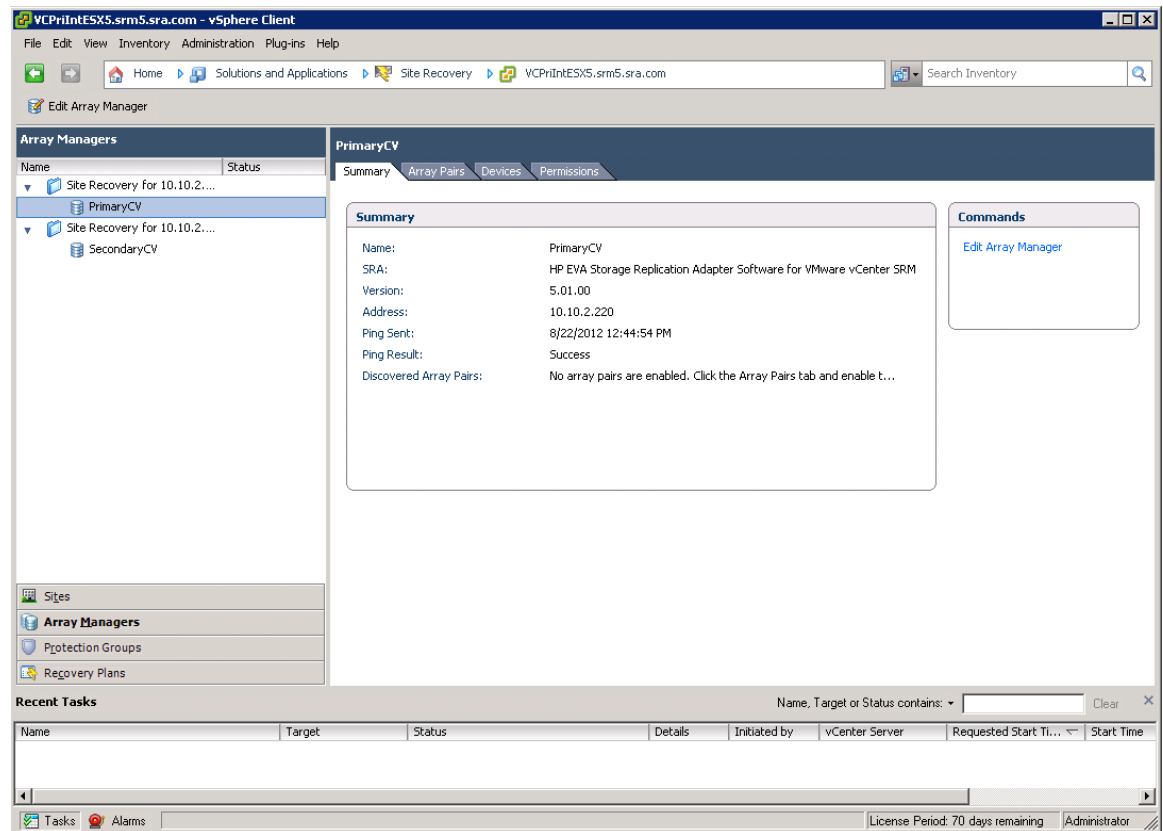 VCPriIntESX5.srm5.sra.com - vSphere Client
File Edit View Inventory Administration Plug-ins Help
Home Solutions and Applications Site Recovery VCPriIntESX5.srm5.sra.com Search Inventory
Edit Array Manager
Array Managers
Name Status
Site Recovery for 10.10.2....
PrimaryCV
Site Recovery for 10.10.2....
SecondaryCV
Sites
Array Managers
Protection Groups
Recovery Plans
PrimaryCV
Summary Array Pairs Devices Permissions
Summary
Name: PrimaryCV
SRA: HP EVA Storage Replication Adapter Software for VMware vCenter SRM
Version: 5.01.00
Address: 10.10.2.220
Ping Sent: 8/22/2012 12:44:54 PM
Ping Result: Success
Discovered Array Pairs: No array pairs are enabled. Click the Array Pairs tab and enable t...
Commands
Edit Array Manager
Recent Tasks Name, Target or Status contains: Clear
Name Target Status Details Initiated by vCenter Server Requested Start Ti... Start Time
Tasks Alarms License Period: 70 days remaining Administrator